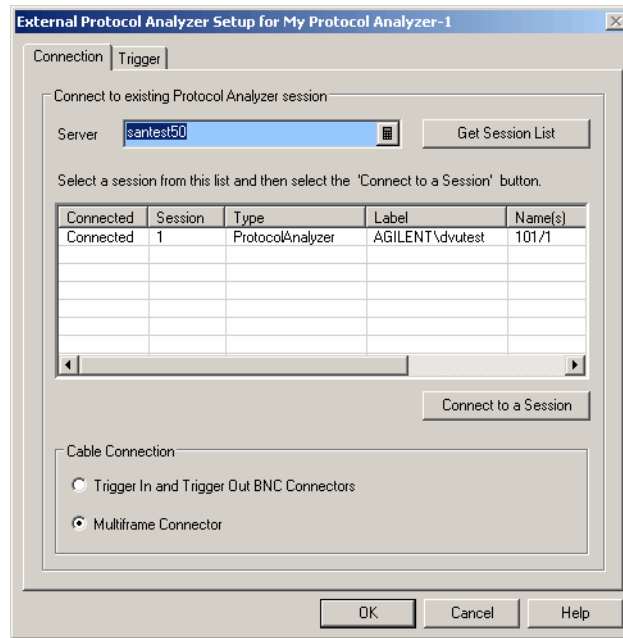 External Protocol Analyzer Setup for My Protocol Analyzer-1
Connection Trigger
Connect to existing Protocol Analyzer session
Server santest50 Get Session List
Select a session from this list and then select the 'Connect to a Session' button.
Connected Session Type Label Name(s)
Connected 1 ProtocolAnalyzer AGILENT\dvutest 101/1
Connect to a Session
Cable Connection
Trigger In and Trigger Out BNC Connectors
Multiframe Connector
OK Cancel Help